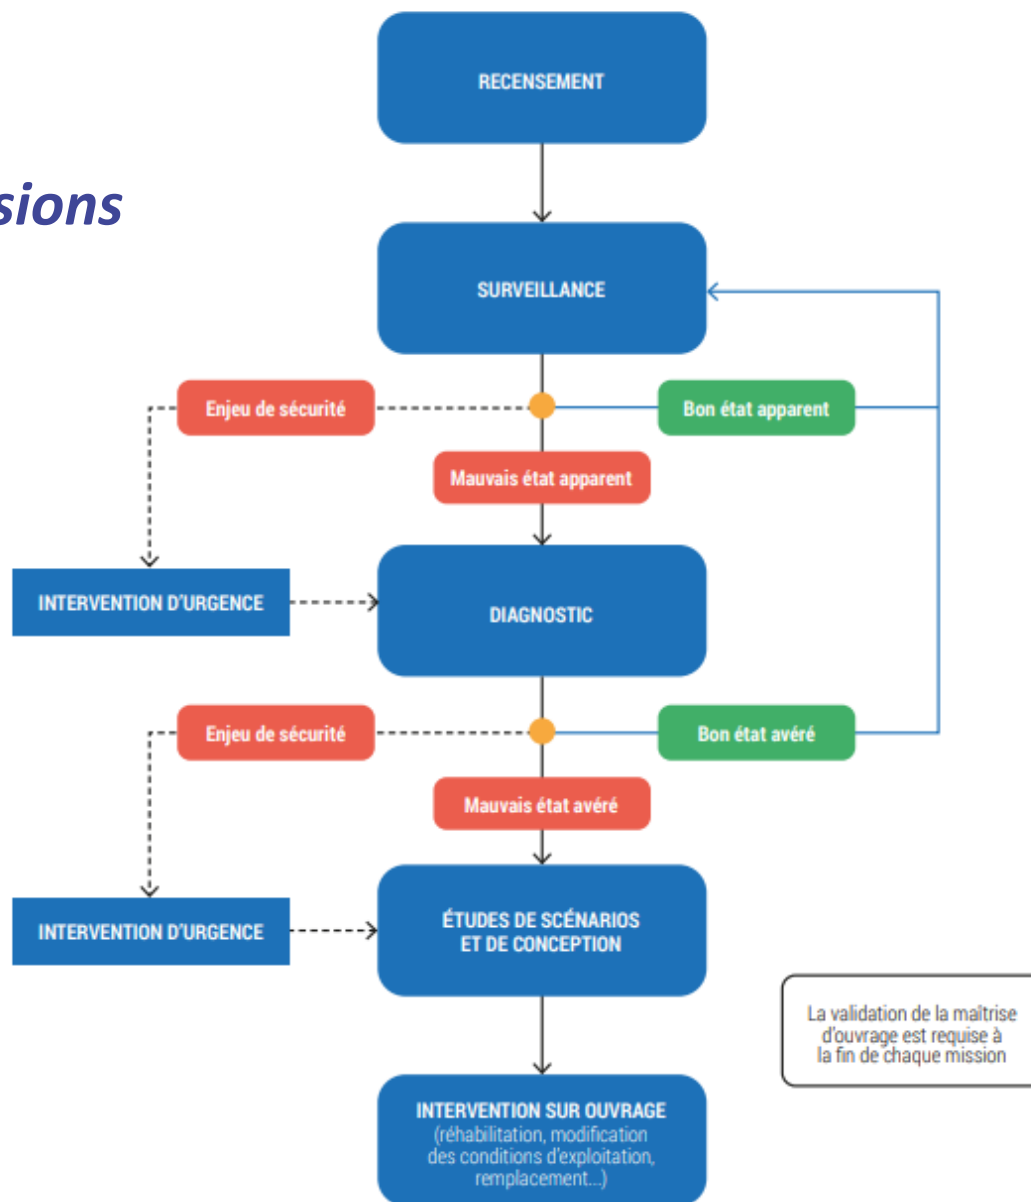 RECENSEMENT
sions
SURVEILLANCE
Enjeu de sécurité
Bon état apparent
Mauvais état apparent
INTERVENTION D'URGENCE
DIAGNOSTIC
Enjeu de sécurité
Bon état avéré
Mauvais état avéré
INTERVENTION D'URGENCE
ÉTUDES DE SCÉNARIOS
ET DE CONCEPTION
La validation de la maîtrise
d'ouvrage est requise à
la fin de chaque mission
INTERVENTION SUR OUVRAGE
(réhabilitation, modification
des conditions d'exploitation,
remplacement...)